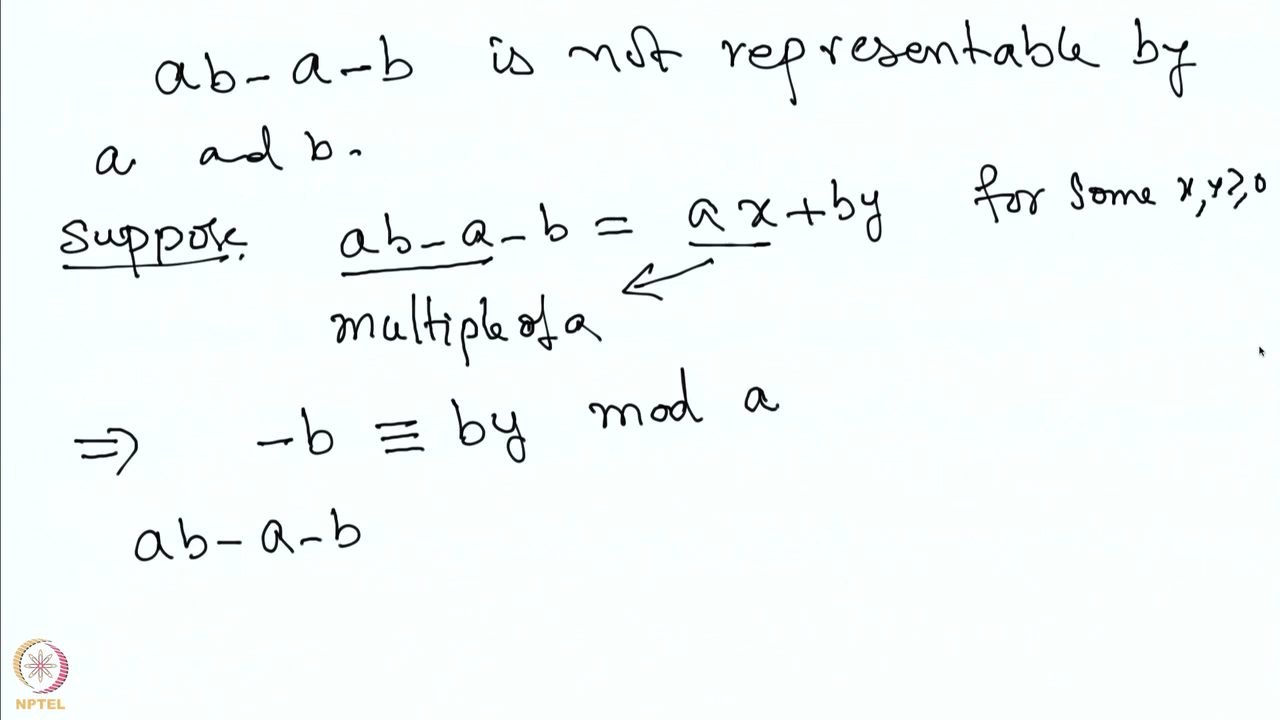 ab - a - b is not representable by
a and b.
Suppose. ab - a - b = ax + by for some x, y ≥ 0
multiple of a
⇒ -b ≡ by mod a
ab - a - b
NPTEL